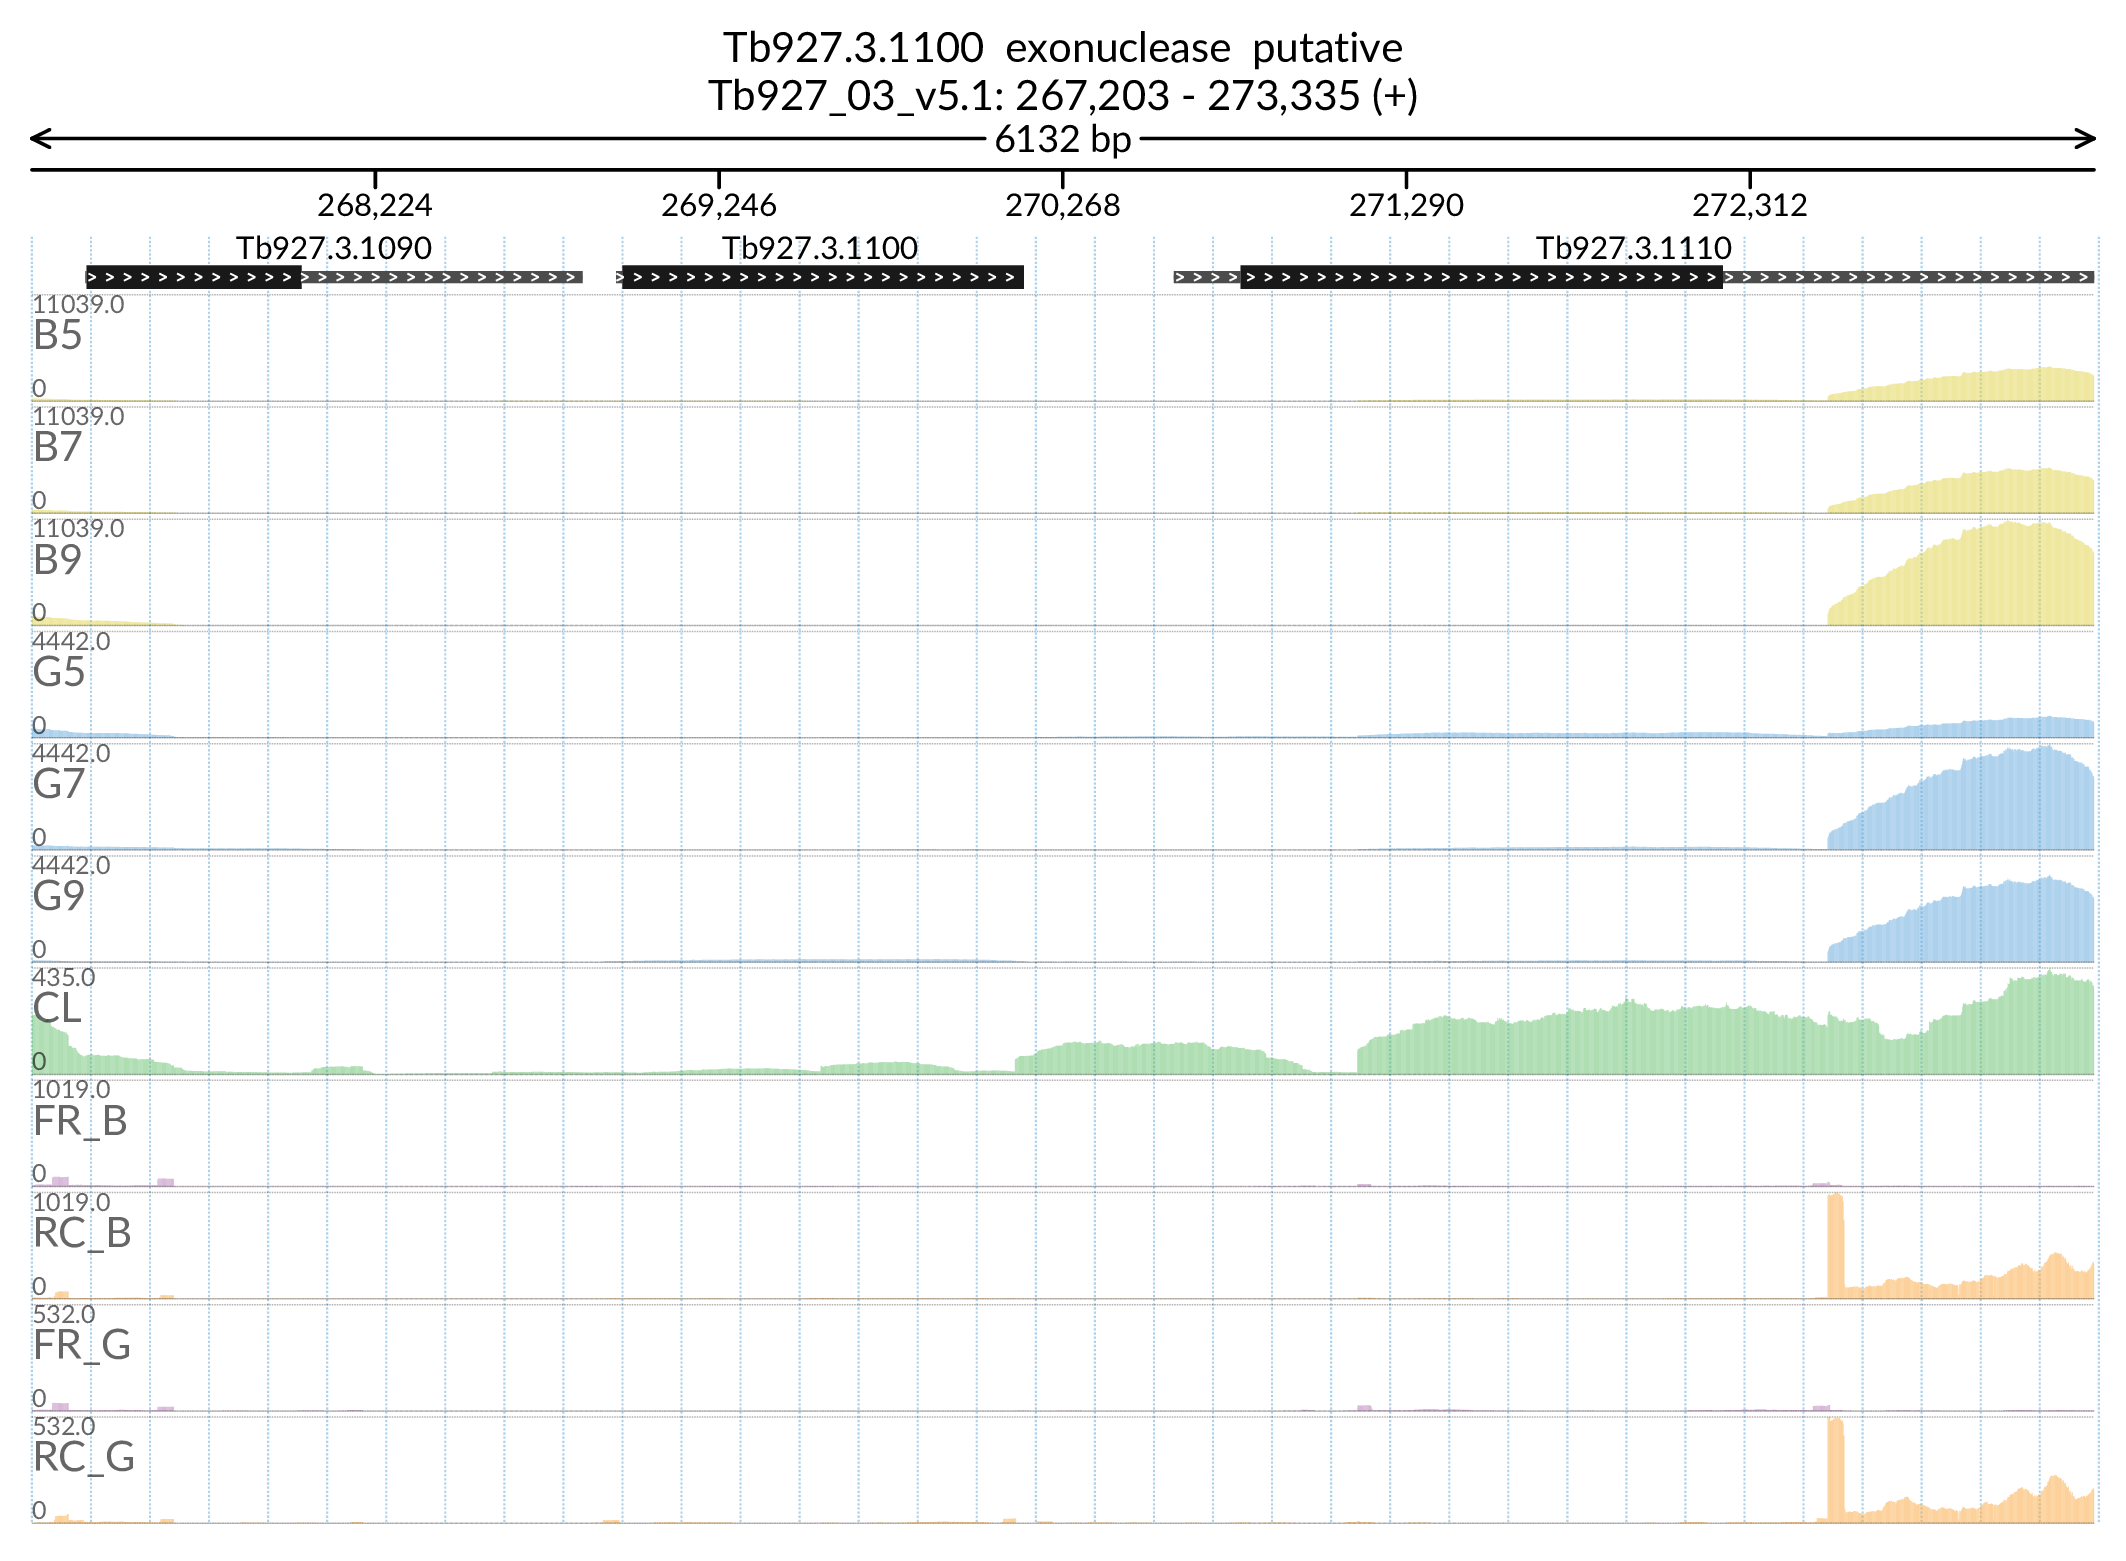 Tb927.3.1100 exonuclease putative
Tb927_03_v5.1: 267,203 - 273,335 (+)
6132 bp
268,224 269,246 270,268 271,290 272,312
Tb927.3.1090 Tb927.3.1100 Tb927.3.1110
11039.0
B5
0
11039.0
B7
0
11039.0
B9
0
4442.0
G5
0
4442.0
G7
0
4442.0
G9
0
435.0
CL
0
1019.0
FR_B
0
1019.0
RC_B
0
532.0
FR_G
0
532.0
RC_G
0